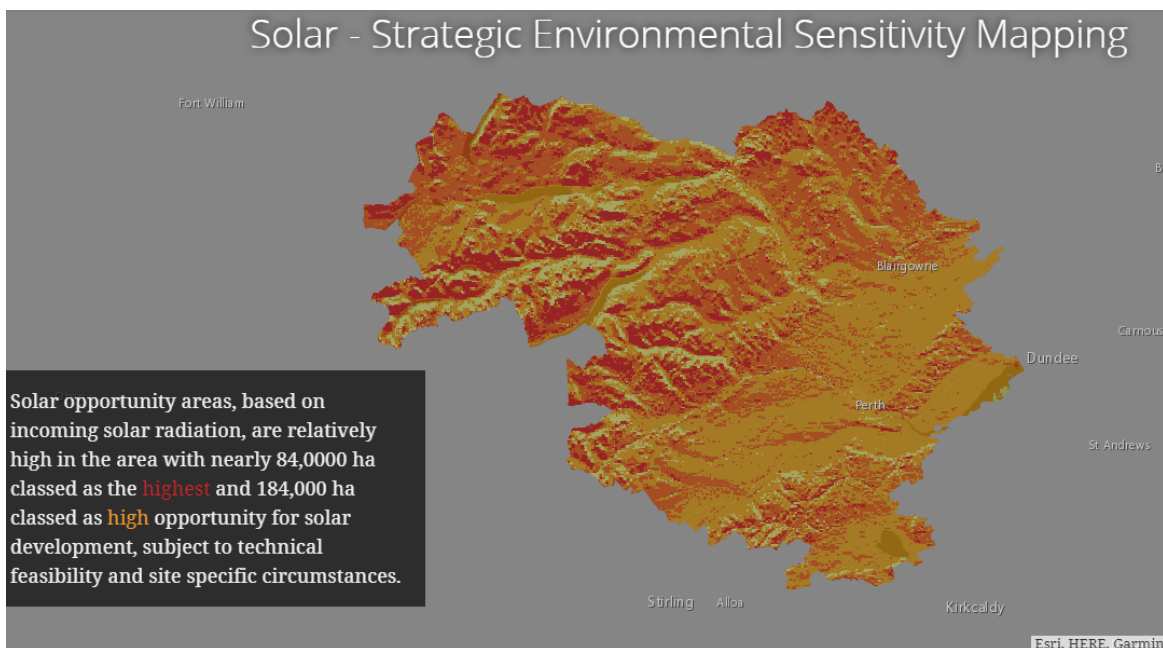 Solar - Strategic Environmental Sensitivity Mapping
Fort William
B
Blairgowrie
Carnous
Dundee
Solar opportunity areas, based on
incoming solar radiation, are relatively
high in the area with nearly 84,0000 ha
classed as the highest and 184,000 ha
classed as high opportunity for solar
development, subject to technical
feasibility and site specific circumstances.
Perth
St Andrews
Stirling
Alloa
Kirkcaldy
Esri, HERE, Garmin